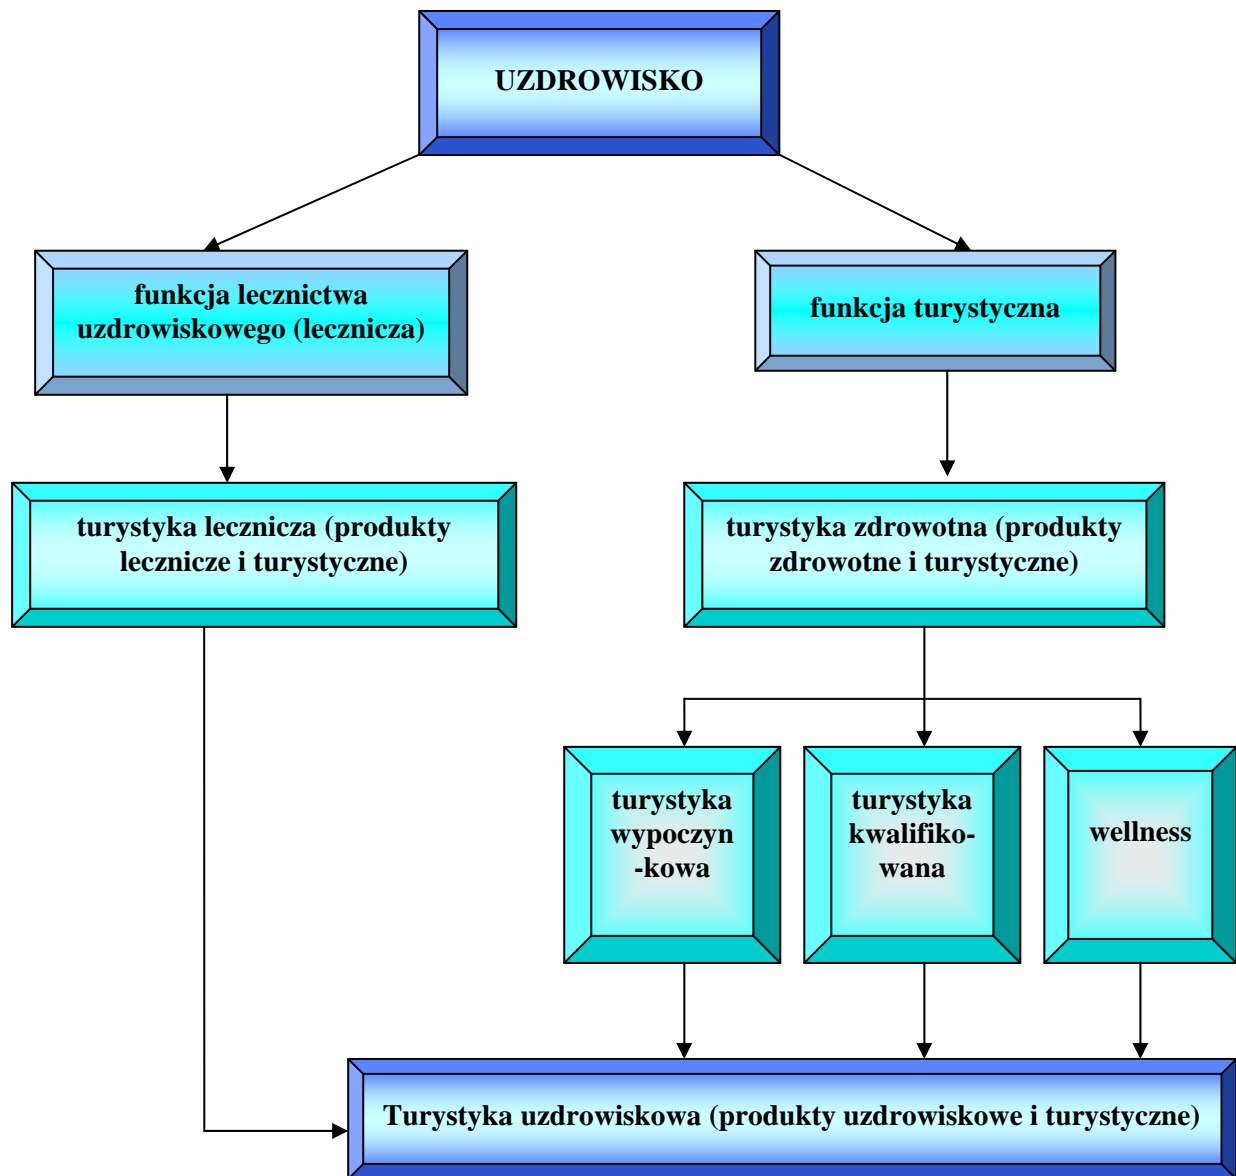 UZDROWISKO
funkcja lecznictwa
uzdrowiskowego (lecznicza)
funkcja turystyczna
turystyka lecznicza (produkty
lecznicze i turystyczne)
turystyka zdrowotna (produkty
zdrowotne i turystyczne)
turystyka
wypoczyn
-kowa
turystyka
kwalifiko-
wana
wellness
Turystyka uzdrowiskowa (produkty uzdrowiskowe i turystyczne)